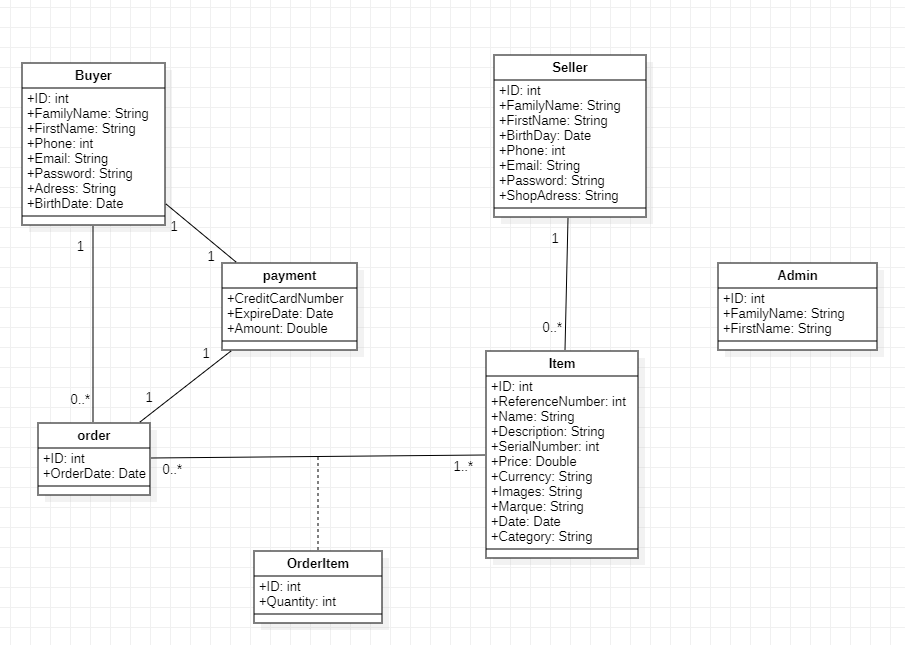 Buyer
+ID: int
+FamilyName: String
+FirstName: String
+Phone: int
+Email: String
+Password: String
+Adress: String
+BirthDate: Date
Seller
+ID: int
+FamilyName: String
+FirstName: String
+BirthDay: Date
+Phone: int
+Email: String
+Password: String
+ShopAdress: String
1
1
1
1
0..*
payment
+CreditCardNumber
+ExpireDate: Date
+Amount: Double
Admin
+ID: int
+FamilyName: String
+FirstName: String
1
1
0..*
order
+ID: int
+OrderDate: Date
0..*
1..*
Item
+ID: int
+ReferenceNumber: int
+Name: String
+Description: String
+SerialNumber: int
+Price: Double
+Currency: String
+Images: String
+Marque: String
+Date: Date
+Category: String
OrderItem
+ID: int
+Quantity: int